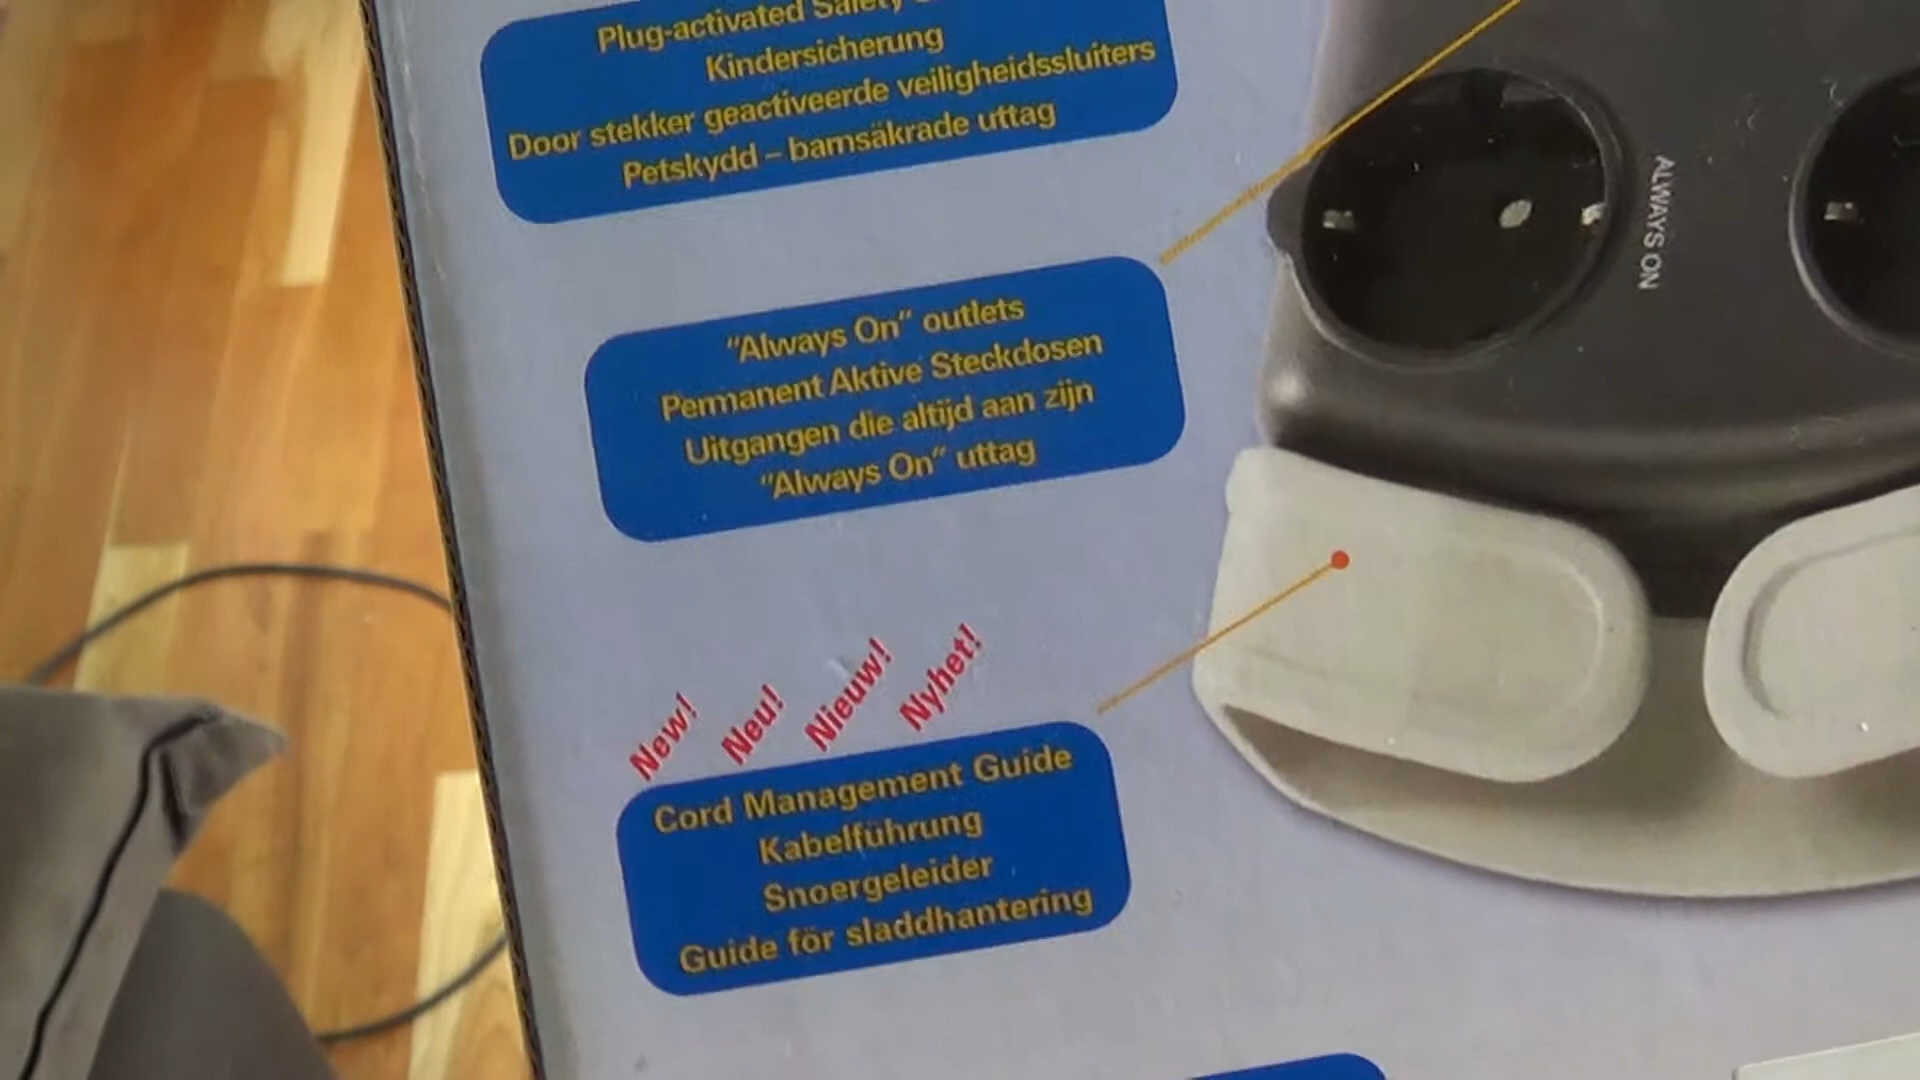 Plug-activated Safety
Kindersicherung
Door stekker geactiveerde veiligheidssluiters
Petskydd – barnsäkrade uttag
ALWAYS ON
“Always On” outlets
Permanent Aktive Steckdosen
Uitgangen die altijd aan zijn
“Always On” uttag
New! Neu! Nieuw! Nyhet!
Cord Management Guide
Kabelführung
Snoergeleider
Guide för sladdhantering